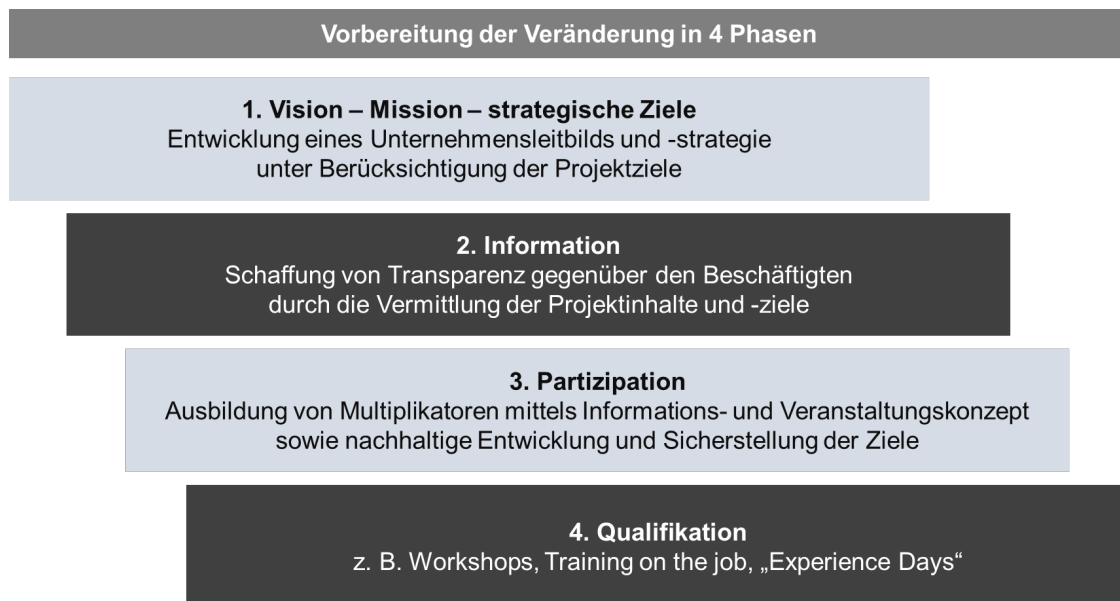 Vorbereitung der Veränderung in 4 Phasen
1. Vision – Mission – strategische Ziele
Entwicklung eines Unternehmensleitbilds und -strategie
unter Berücksichtigung der Projektziele
2. Information
Schaffung von Transparenz gegenüber den Beschäftigten
durch die Vermittlung der Projektinhalte und -ziele
3. Partizipation
Ausbildung von Multiplikatoren mittels Informations- und Veranstaltungskonzept
sowie nachhaltige Entwicklung und Sicherstellung der Ziele
4. Qualifikation
z. B. Workshops, Training on the job, „Experience Days“